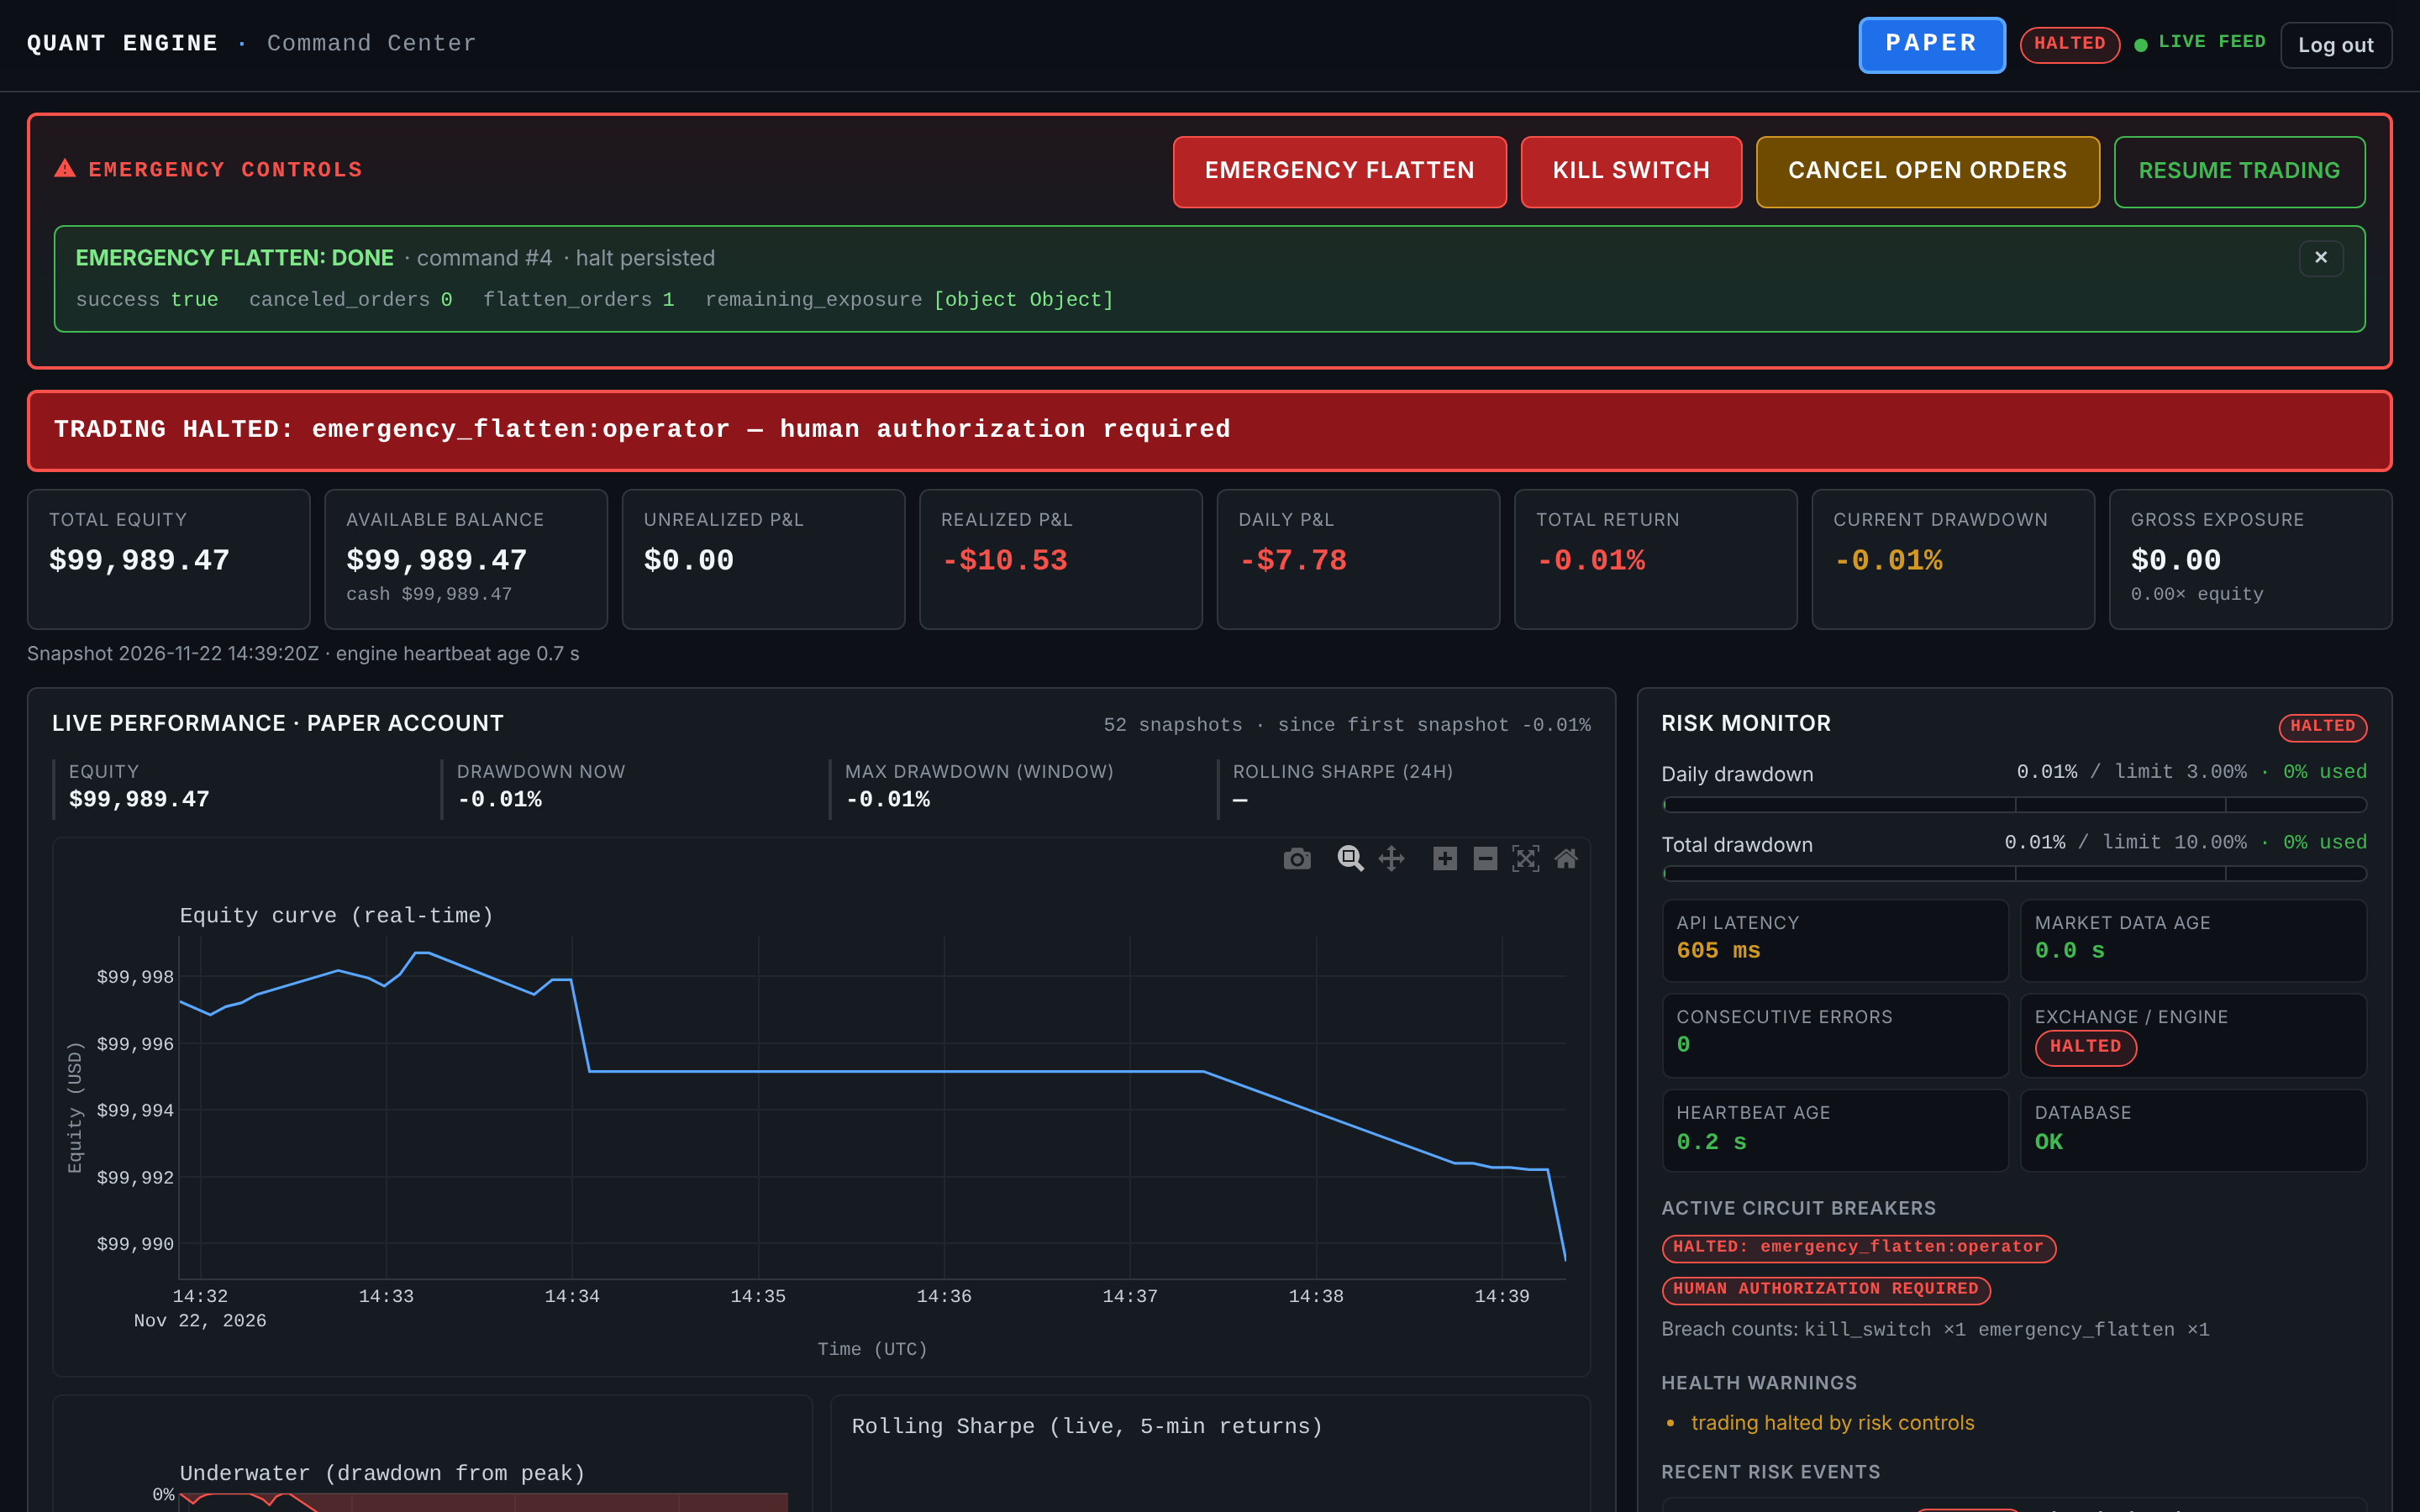 QUANT ENGINE · Command Center
PAPER
HALTED
LIVE FEED
Log out
EMERGENCY CONTROLS
EMERGENCY FLATTEN
KILL SWITCH
CANCEL OPEN ORDERS
RESUME TRADING
EMERGENCY FLATTEN: DONE · command #4 · halt persisted
×
success true canceled_orders 0 flatten_orders 1 remaining_exposure [object Object]
TRADING HALTED: emergency_flatten:operator — human authorization required
TOTAL EQUITY
$99,989.47
AVAILABLE BALANCE
$99,989.47
cash $99,989.47
UNREALIZED P&L
$0.00
REALIZED P&L
-$10.53
DAILY P&L
-$7.78
TOTAL RETURN
-0.01%
CURRENT DRAWDOWN
-0.01%
GROSS EXPOSURE
$0.00
0.00× equity
Snapshot 2026-11-22 14:39:20Z · engine heartbeat age 0.7 s
LIVE PERFORMANCE · PAPER ACCOUNT
52 snapshots · since first snapshot -0.01%
EQUITY
$99,989.47
DRAWDOWN NOW
-0.01%
MAX DRAWDOWN (WINDOW)
-0.01%
ROLLING SHARPE (24H)
—
Equity curve (real-time)
$99,998
$99,996
$99,994
$99,992
$99,990
Equity (USD)
14:32 14:33 14:34 14:35 14:36 14:37 14:38 14:39
Nov 22, 2026
Time (UTC)
Underwater (drawdown from peak)
0%
Rolling Sharpe (live, 5-min returns)
RISK MONITOR
HALTED
Daily drawdown 0.01% / limit 3.00% · 0% used
Total drawdown 0.01% / limit 10.00% · 0% used
API LATENCY
605 ms
MARKET DATA AGE
0.0 s
CONSECUTIVE ERRORS
0
EXCHANGE / ENGINE
HALTED
HEARTBEAT AGE
0.2 s
DATABASE
OK
ACTIVE CIRCUIT BREAKERS
HALTED: emergency_flatten:operator
HUMAN AUTHORIZATION REQUIRED
Breach counts: kill_switch ×1 emergency_flatten ×1
HEALTH WARNINGS
• trading halted by risk controls
RECENT RISK EVENTS